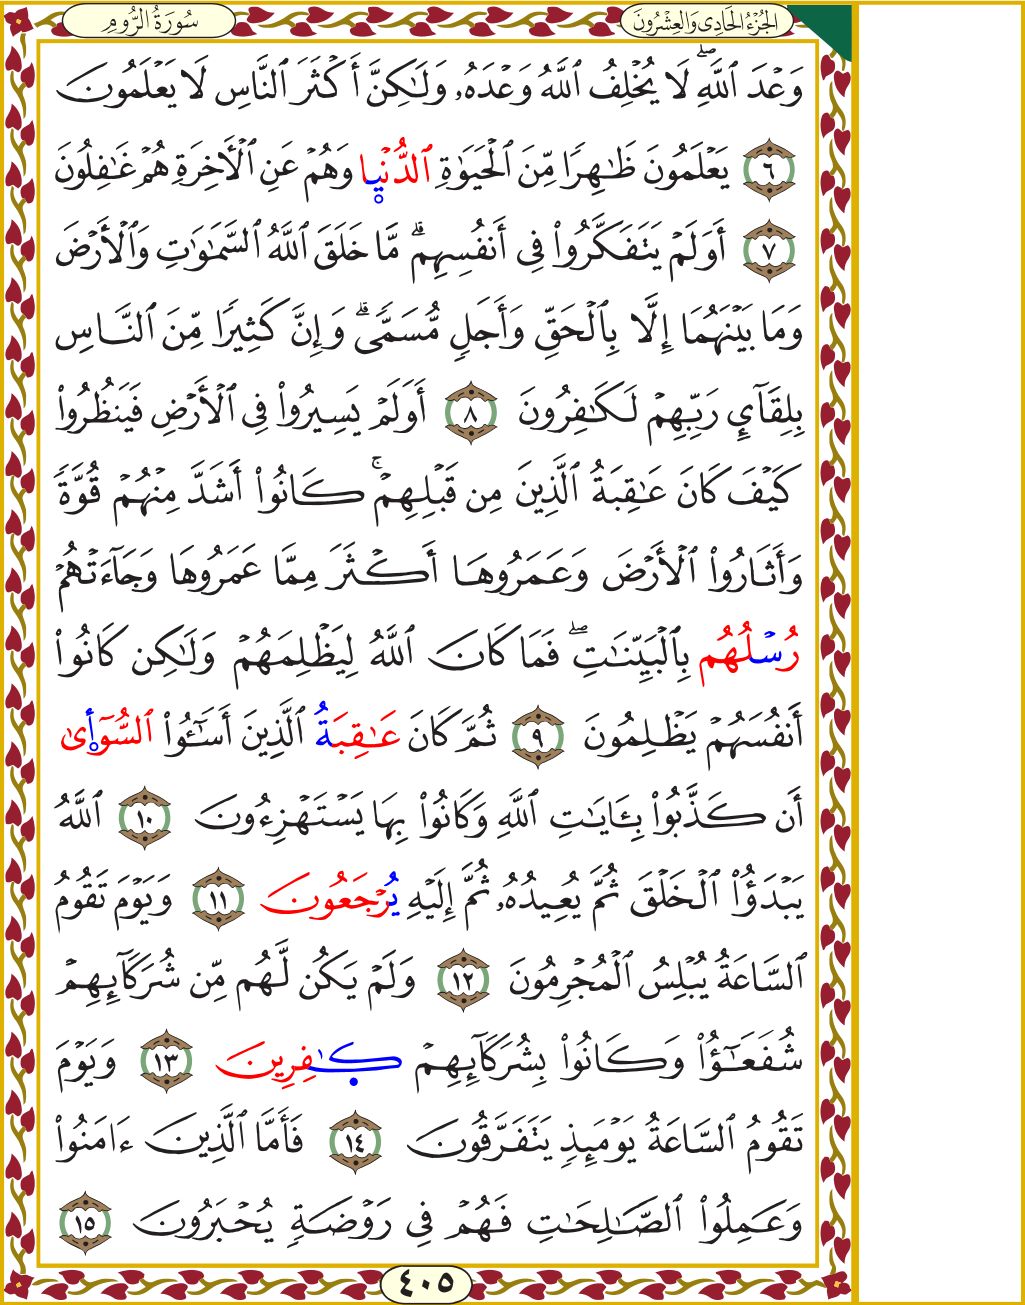 الجُزْءُ الحَادِي وَالعِشْرُونَ
سُورَةُ الرُّومِ
وَعْدَ ٱللَّهِۖ لَا يُخْلِفُ ٱللَّهُ وَعْدَهُۥ وَلَٰكِنَّ أَكْثَرَ ٱلنَّاسِ لَا يَعْلَمُونَ
٦ يَعْلَمُونَ ظَٰهِرًا مِّنَ ٱلْحَيَوٰةِ ٱلدُّنْيَا وَهُمْ عَنِ ٱلْأَخِرَةِ هُمْ غَٰفِلُونَ
٧ أَوَلَمْ يَتَفَكَّرُوا۟ فِىٓ أَنفُسِهِمۗ مَّا خَلَقَ ٱللَّهُ ٱلسَّمَٰوَٰتِ وَٱلْأَرْضَ
وَمَا بَيْنَهُمَآ إِلَّا بِٱلْحَقِّ وَأَجَلٍ مُّسَمًّىۗ وَإِنَّ كَثِيرًا مِّنَ ٱلنَّاسِ
بِلِقَآئِ رَبِّهِمْ لَكَٰفِرُونَ ٨ أَوَلَمْ يَسِيرُوا۟ فِى ٱلْأَرْضِ فَيَنظُرُوا۟
كَيْفَ كَانَ عَٰقِبَةُ ٱلَّذِينَ مِن قَبْلِهِمْۚ كَانُوٓا۟ أَشَدَّ مِنْهُمْ قُوَّةً
وَأَثَارُوا۟ ٱلْأَرْضَ وَعَمَرُوهَآ أَكْثَرَ مِمَّا عَمَرُوهَا وَجَآءَتْهُمْ
رُسْلُهُم بِٱلْبَيِّنَٰتِۖ فَمَا كَانَ ٱللَّهُ لِيَظْلِمَهُمْ وَلَٰكِن كَانُوٓا۟
أَنفُسَهُمْ يَظْلِمُونَ ٩ ثُمَّ كَانَ عَٰقِبَةُ ٱلَّذِينَ أَسَٰٓـُٔوا۟ ٱلسُّوٓأَىٰٓ
أَن كَذَّبُوا۟ بِـَٔايَٰتِ ٱللَّهِ وَكَانُوا۟ بِهَا يَسْتَهْزِءُونَ ١٠ ٱللَّهُ
يَبْدَؤُا۟ ٱلْخَلْقَ ثُمَّ يُعِيدُهُۥ ثُمَّ إِلَيْهِ يُرْجَعُونَ ١١ وَيَوْمَ تَقُومُ
ٱلسَّاعَةُ يُبْلِسُ ٱلْمُجْرِمُونَ ١٢ وَلَمْ يَكُن لَّهُم مِّن شُرَكَآئِهِمْ
شُفَعَٰٓؤُا۟ وَكَانُوا۟ بِشُرَكَآئِهِمْ كَٰفِرِينَ ١٣ وَيَوْمَ
تَقُومُ ٱلسَّاعَةُ يَوْمَئِذٍ يَتَفَرَّقُونَ ١٤ فَأَمَّا ٱلَّذِينَ ءَامَنُوا۟
وَعَمِلُوا۟ ٱلصَّٰلِحَٰتِ فَهُمْ فِى رَوْضَةٍ يُحْبَرُونَ ١٥
٤٠٥